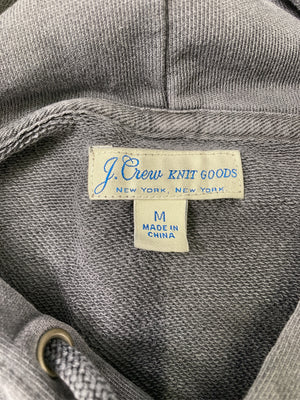 J. Crew KNIT GOODS
NEW YORK, NEW YORK.
M
MADE IN
CHINA